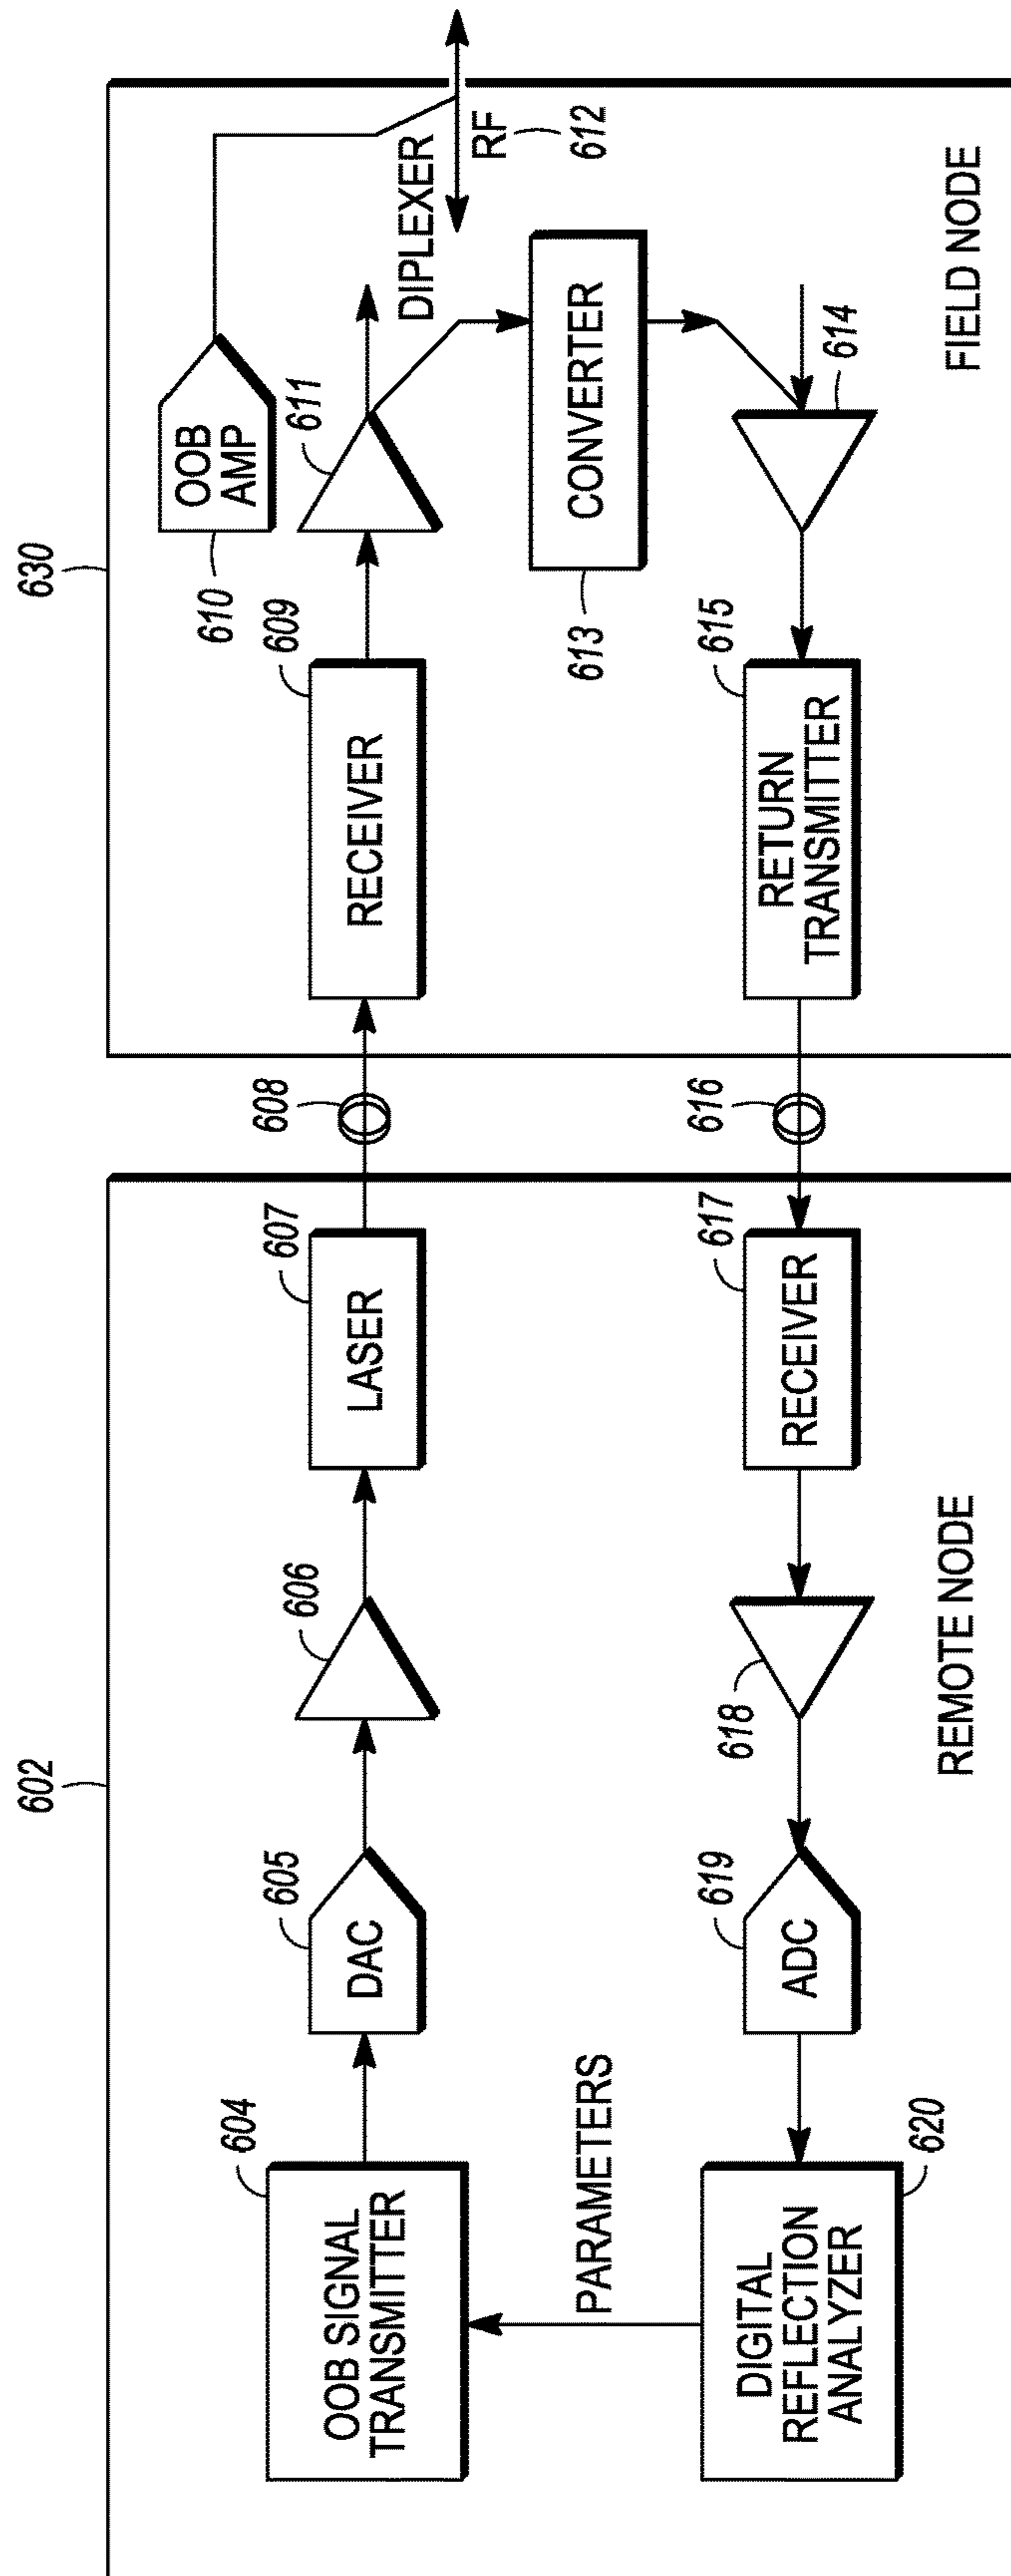 602
630
604
OOB SIGNAL
TRANSMITTER
605
DAC
606
607
LASER
608
609
RECEIVER
611
610
OOB
AMP
DIPLEXER
RF
612
PARAMETERS
613
CONVERTER
620
DIGITAL
REFLECTION
ANALYZER
619
ADC
618
617
RECEIVER
616
615
RETURN
TRANSMITTER
614
REMOTE NODE
FIELD NODE